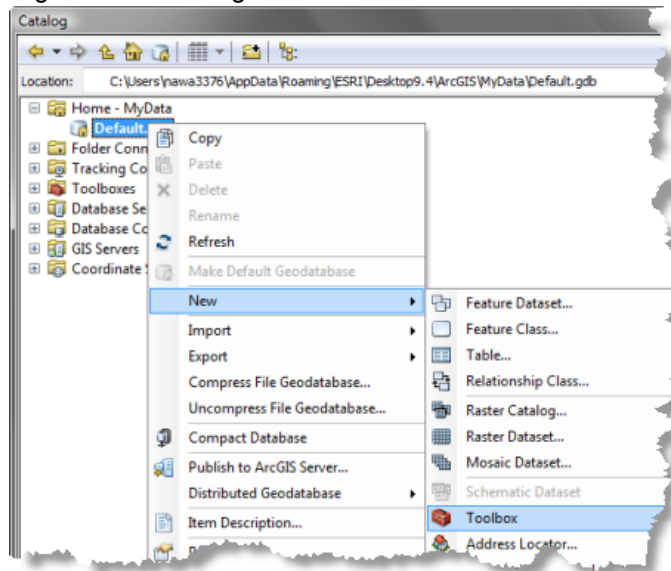 Catalog
Location: C:\Users\nawa3376\AppData\Roaming\ESRI\Desktop9.4\ArcGIS\MyData\Default.gdb
Home - MyData
Default.
Folder Conn
Tracking Co
Toolboxes
Database Se
Database Co
GIS Servers
Coordinate
Copy
Paste
Delete
Rename
Refresh
Make Default Geodatabase
New
Import
Export
Compress File Geodatabase...
Uncompress File Geodatabase...
Compact Database
Publish to ArcGIS Server...
Distributed Geodatabase
Item Description...
Feature Dataset...
Feature Class...
Table...
Relationship Class...
Raster Catalog...
Raster Dataset...
Mosaic Dataset...
Schematic Dataset
Toolbox
Address Locator...